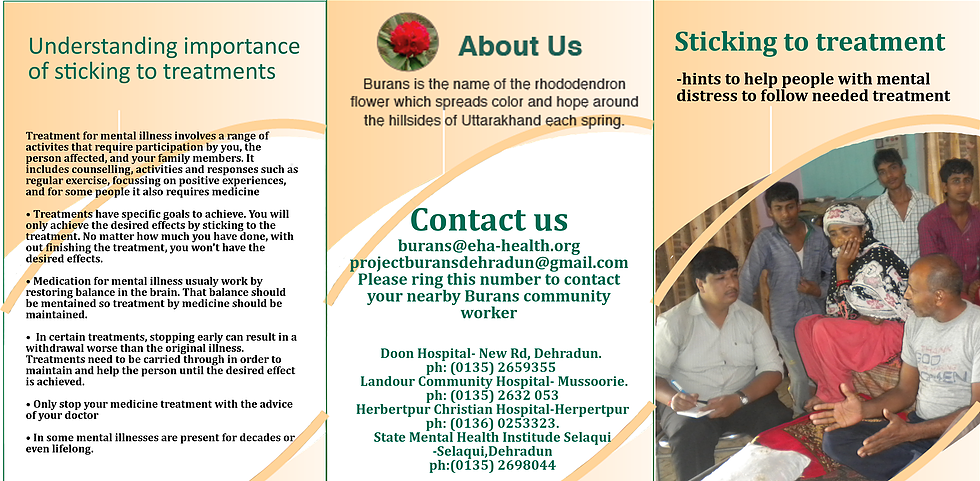 Understanding importance
of sticking to treatments
Treatment for mental illness involves a range of
activites that require participation by you, the
person affected, and your family members. It
includes counselling, activities and responses such as
regular exercise, focussing on positive experiences,
and for some people it also requires medicine
• Treatments have specific goals to achieve. You will
only achieve the desired effects by sticking to the
treatment. No matter how much you have done, with
out finishing the treatment, you won't have the
desired effects.
• Medication for mental illness usualy work by
restoring balance in the brain. That balance should
be mentained so treatment by medicine should be
maintained.
• In certain treatments, stopping early can result in a
withdrawal worse than the original illness.
Treatments need to be carried through in order to
maintain and help the person until the desired effect
is achieved.
• Only stop your medicine treatment with the advice
of your doctor
• In some mental illnesses are present for decades or
even lifelong.
About Us
Burans is the name of the rhododendron
flower which spreads color and hope around
the hillsides of Uttarakhand each spring.
Contact us
burans@eha-health.org
projectburansdehradun@gmail.com
Please ring this number to contact
your nearby Burans community
worker
Doon Hospital- New Rd, Dehradun.
ph: (0135) 2659355
Landour Community Hospital- Mussoorie.
ph: (0135) 2632 053
Herbertpur Christian Hospital-Herpertpur
ph: (0136) 0253323.
State Mental Health Institude Selaqui
-Selaqui,Dehradun
ph:(0135) 2698044
Sticking to treatment
-hints to help people with mental
distress to follow needed treatment
GOOD
WOMEN